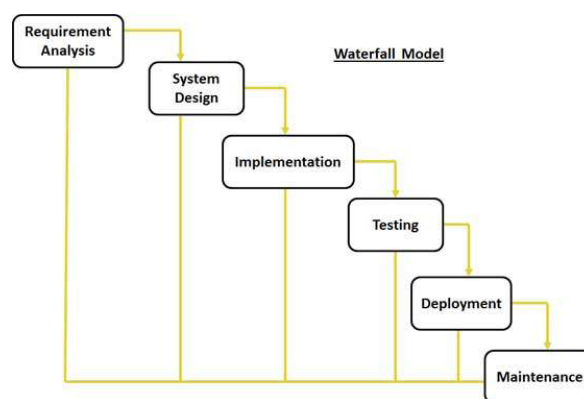 Requirement
Analysis
Waterfall Model
System
Design
Implementation
Testing
Deployment
Maintenance